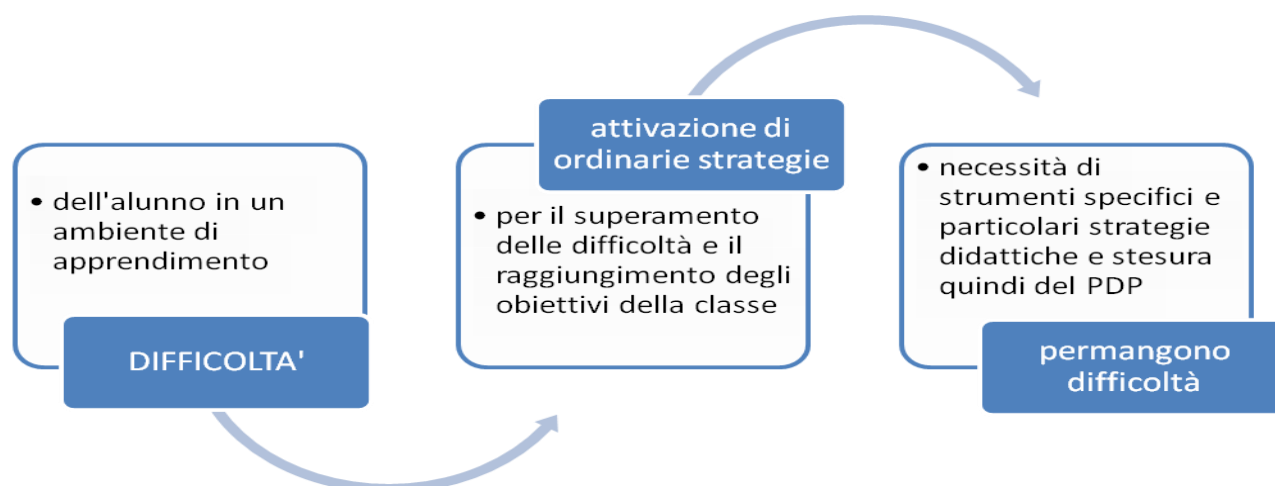 • dell'alunno in un
ambiente di
apprendimento
DIFFICOLTA'
attivazione di
ordinarie strategie
• per il superamento
delle difficoltà e il
raggiungimento degli
obiettivi della classe
• necessità di
strumenti specifici e
particolari strategie
didattiche e stesura
quindi del PDP
permangono
difficoltà